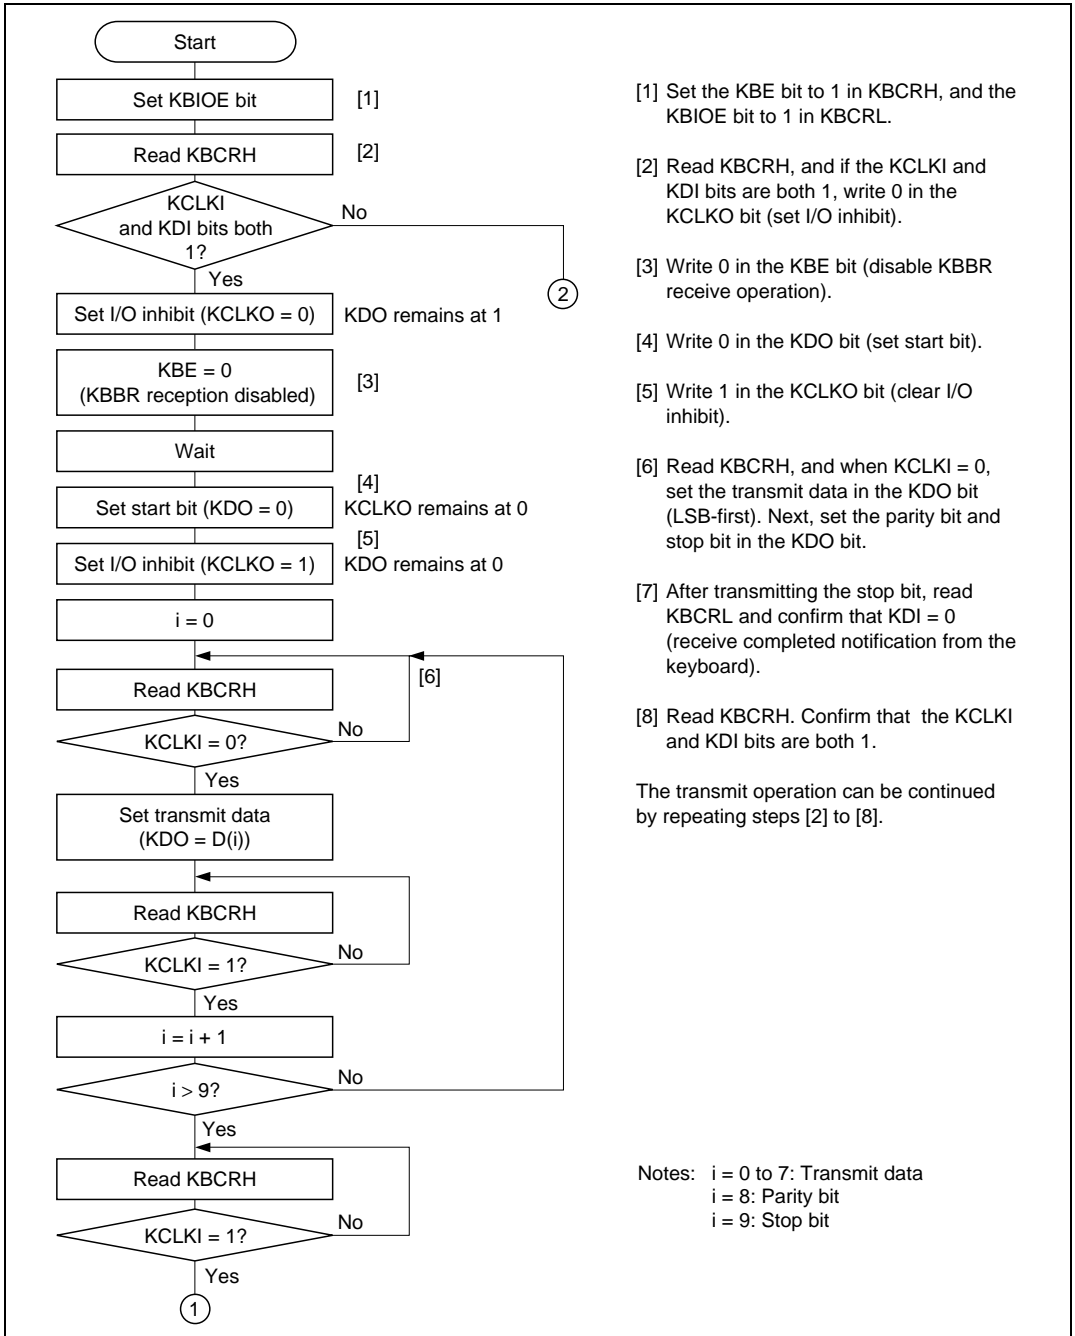 Start
Set KBIOE bit
[1]
Read KBCRH
[2]
KCLKI
and KDI bits both
1?
No
Yes
2
Set I/O inhibit (KCLKO = 0)
KDO remains at 1
KBE = 0
(KBBR reception disabled)
[3]
Wait
[4]
Set start bit (KDO = 0)
KCLKO remains at 0
[5]
Set I/O inhibit (KCLKO = 1)
KDO remains at 0
i = 0
Read KBCRH
[6]
KCLKI = 0?
No
Yes
Set transmit data
(KDO = D(i))
Read KBCRH
KCLKI = 1?
No
Yes
i = i + 1
i > 9?
No
Yes
Read KBCRH
KCLKI = 1?
No
Yes
1
[1] Set the KBE bit to 1 in KBCRH, and the
KBIOE bit to 1 in KBCRL.
[2] Read KBCRH, and if the KCLKI and
KDI bits are both 1, write 0 in the
KCLKO bit (set I/O inhibit).
[3] Write 0 in the KBE bit (disable KBBR
receive operation).
[4] Write 0 in the KDO bit (set start bit).
[5] Write 1 in the KCLKO bit (clear I/O
inhibit).
[6] Read KBCRH, and when KCLKI = 0,
set the transmit data in the KDO bit
(LSB-first). Next, set the parity bit and
stop bit in the KDO bit.
[7] After transmitting the stop bit, read
KBCRL and confirm that KDI = 0
(receive completed notification from the
keyboard).
[8] Read KBCRH. Confirm that the KCLKI
and KDI bits are both 1.
The transmit operation can be continued
by repeating steps [2] to [8].
Notes: i = 0 to 7: Transmit data
i = 8: Parity bit
i = 9: Stop bit